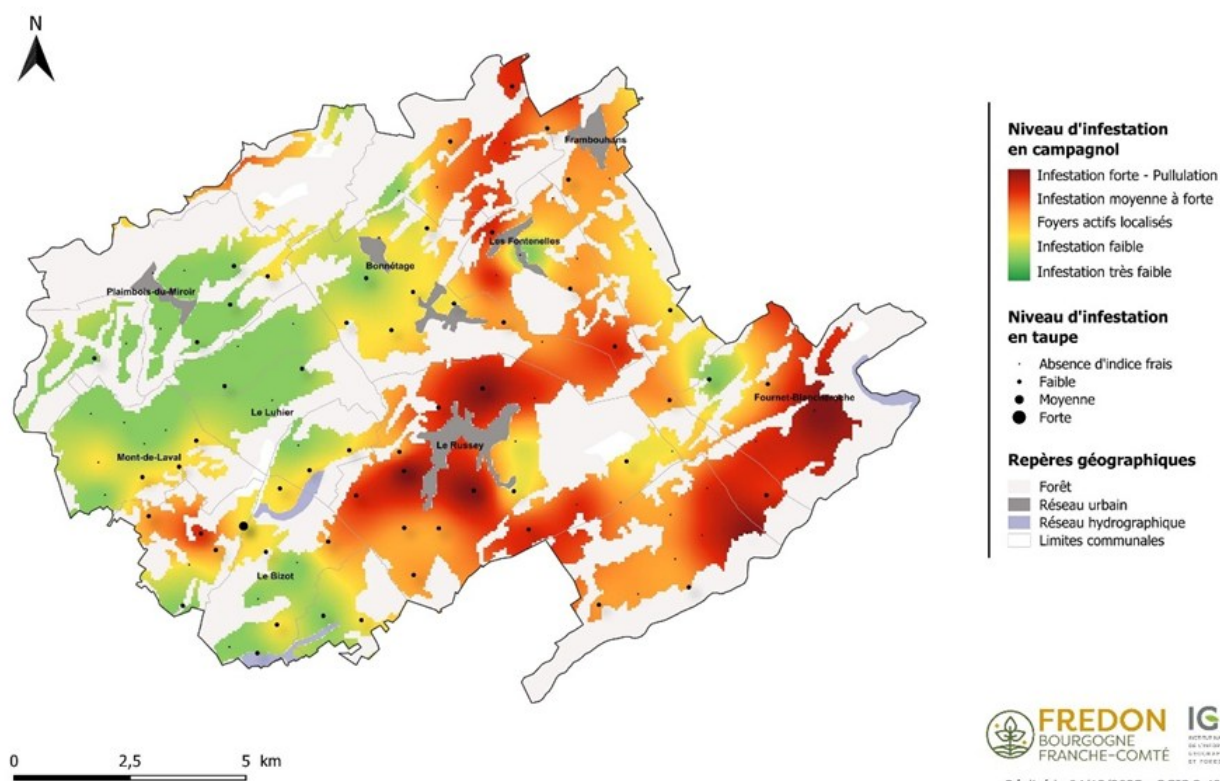 N
Frambouhans
Les Fontenelles
Bonnétage
Plaimbois-du-Miroir
Fournet-Blancheroche
Le Luhier
Le Russey
Mont-de-Laval
Le Bizot
0 2,5 5 km
Niveau d'infestation
en campagnol
Infestation forte - Pullulation
Infestation moyenne à forte
Foyers actifs localisés
Infestation faible
Infestation très faible
Niveau d'infestation
en taupe
Absence d'indice frais
Faible
Moyenne
Forte
Repères géographiques
Forêt
Réseau urbain
Réseau hydrographique
Limites communales
FREDON
BOURGOGNE
FRANCHE-COMTÉ